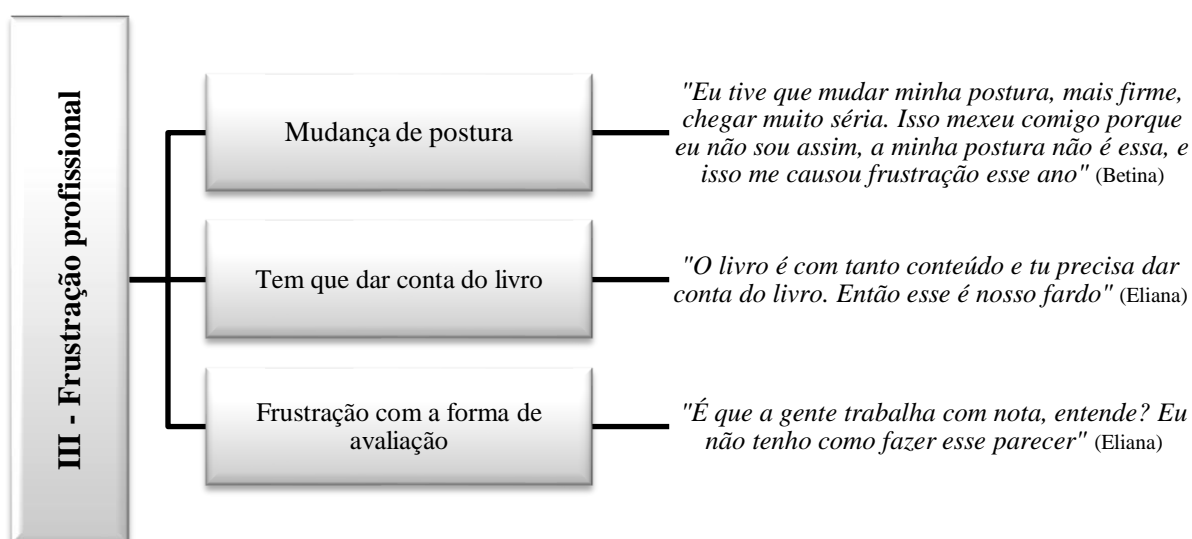 III - Frustração profissional
Mudança de postura
"Eu tive que mudar minha postura, mais firme,
chegar muito séria. Isso mexeu comigo porque
eu não sou assim, a minha postura não é essa, e
isso me causou frustração esse ano" (Betina)
Tem que dar conta do livro
"O livro é com tanto conteúdo e tu precisa dar
conta do livro. Então esse é nosso fardo" (Eliana)
Frustração com a forma de
avaliação
"É que a gente trabalha com nota, entende? Eu
não tenho como fazer esse parecer" (Eliana)